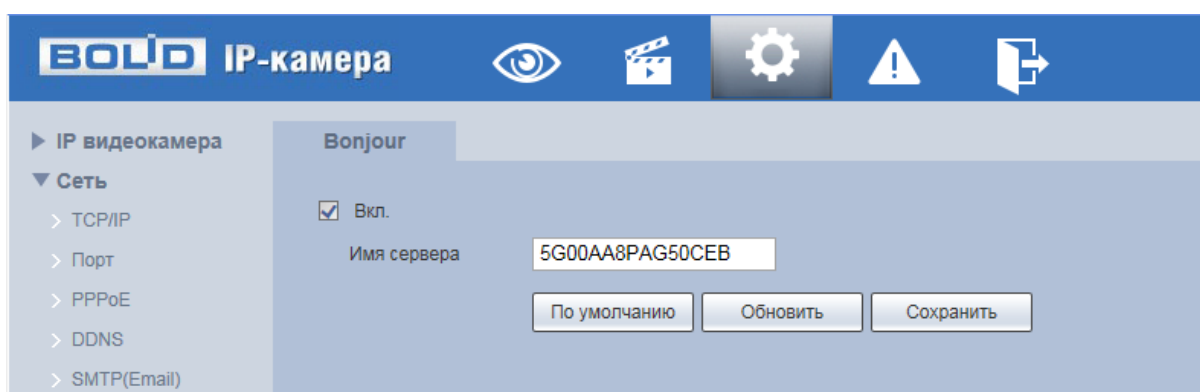 BOLID IP-камера
IP видеокамера
Bonjour
Сеть
Вкл.
TCP/IP
Имя сервера
5G00AA8PAG50CEB
Порт
PPPoE
По умолчанию
Обновить
Сохранить
DDNS
SMTP(Email)